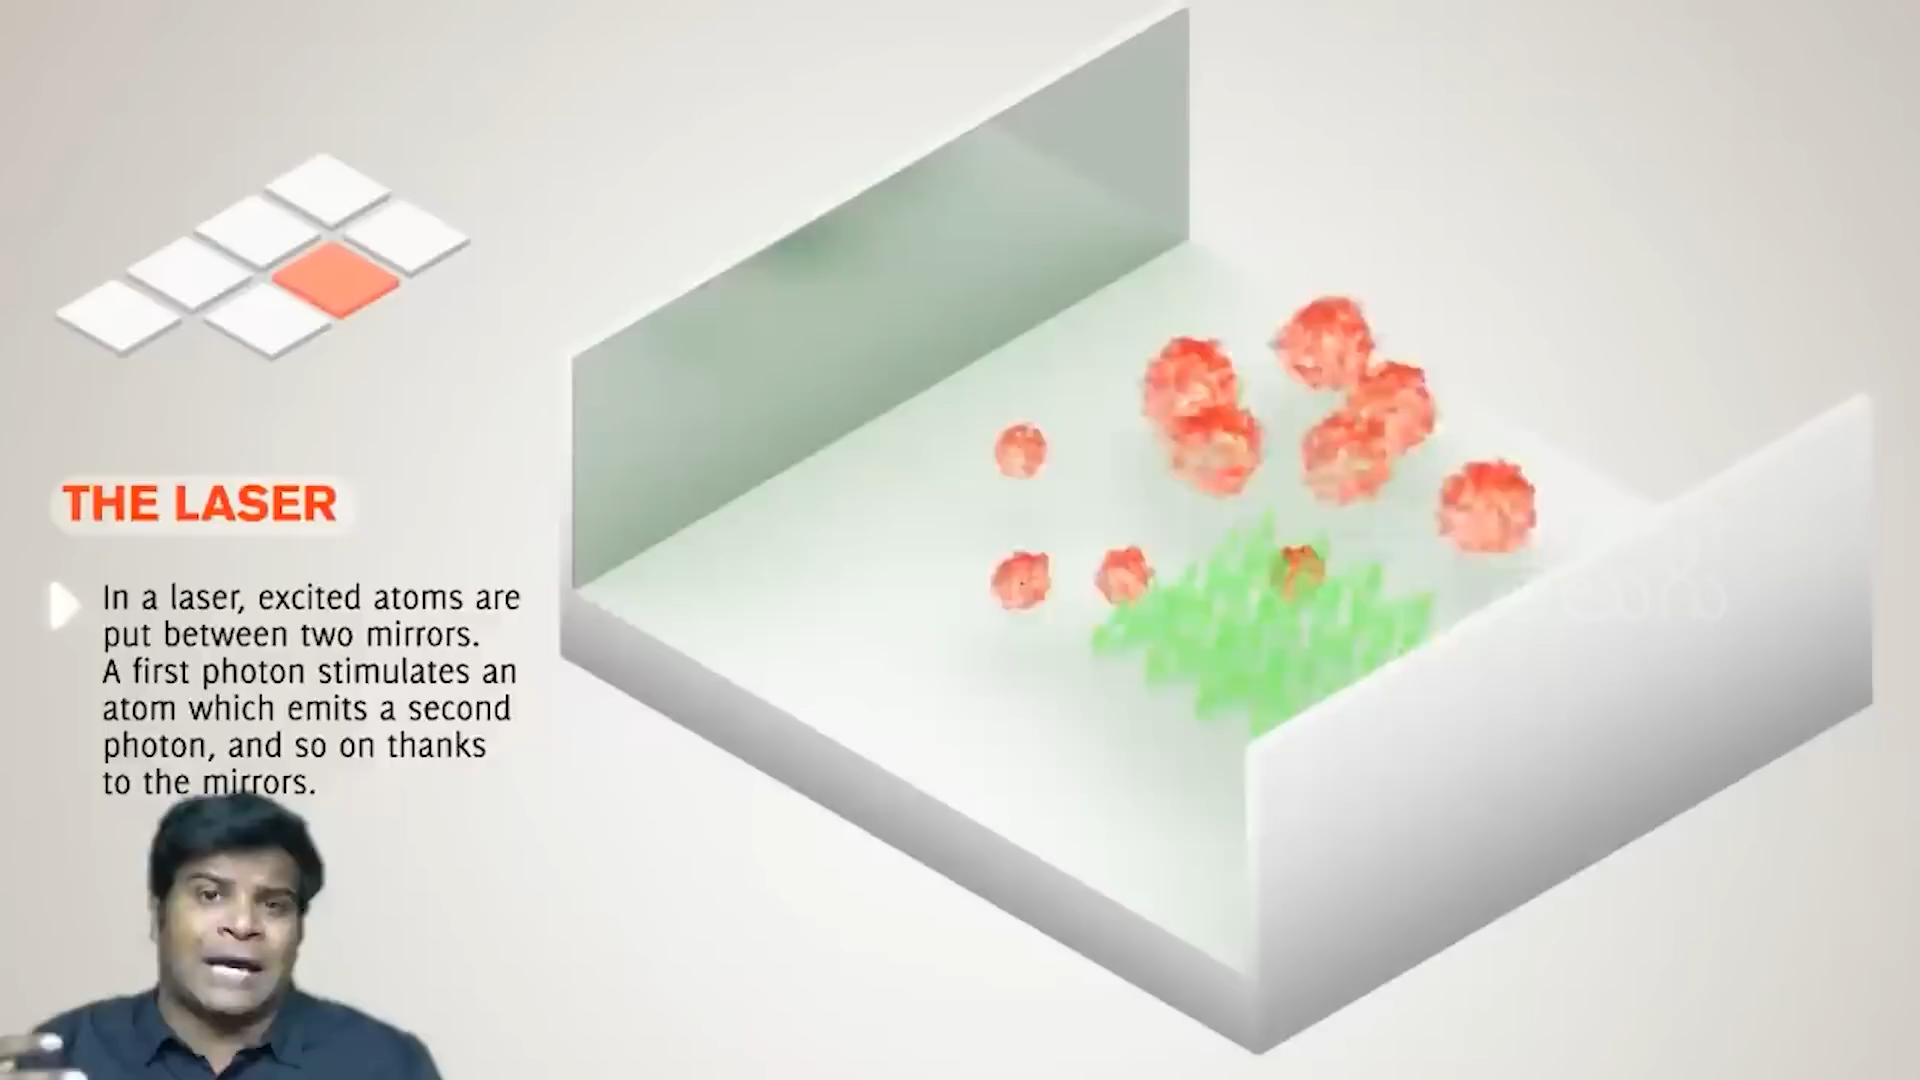 THE LASER
In a laser, excited atoms are
put between two mirrors.
A first photon stimulates an
atom which emits a second
photon, and so on thanks
to the mirrors.